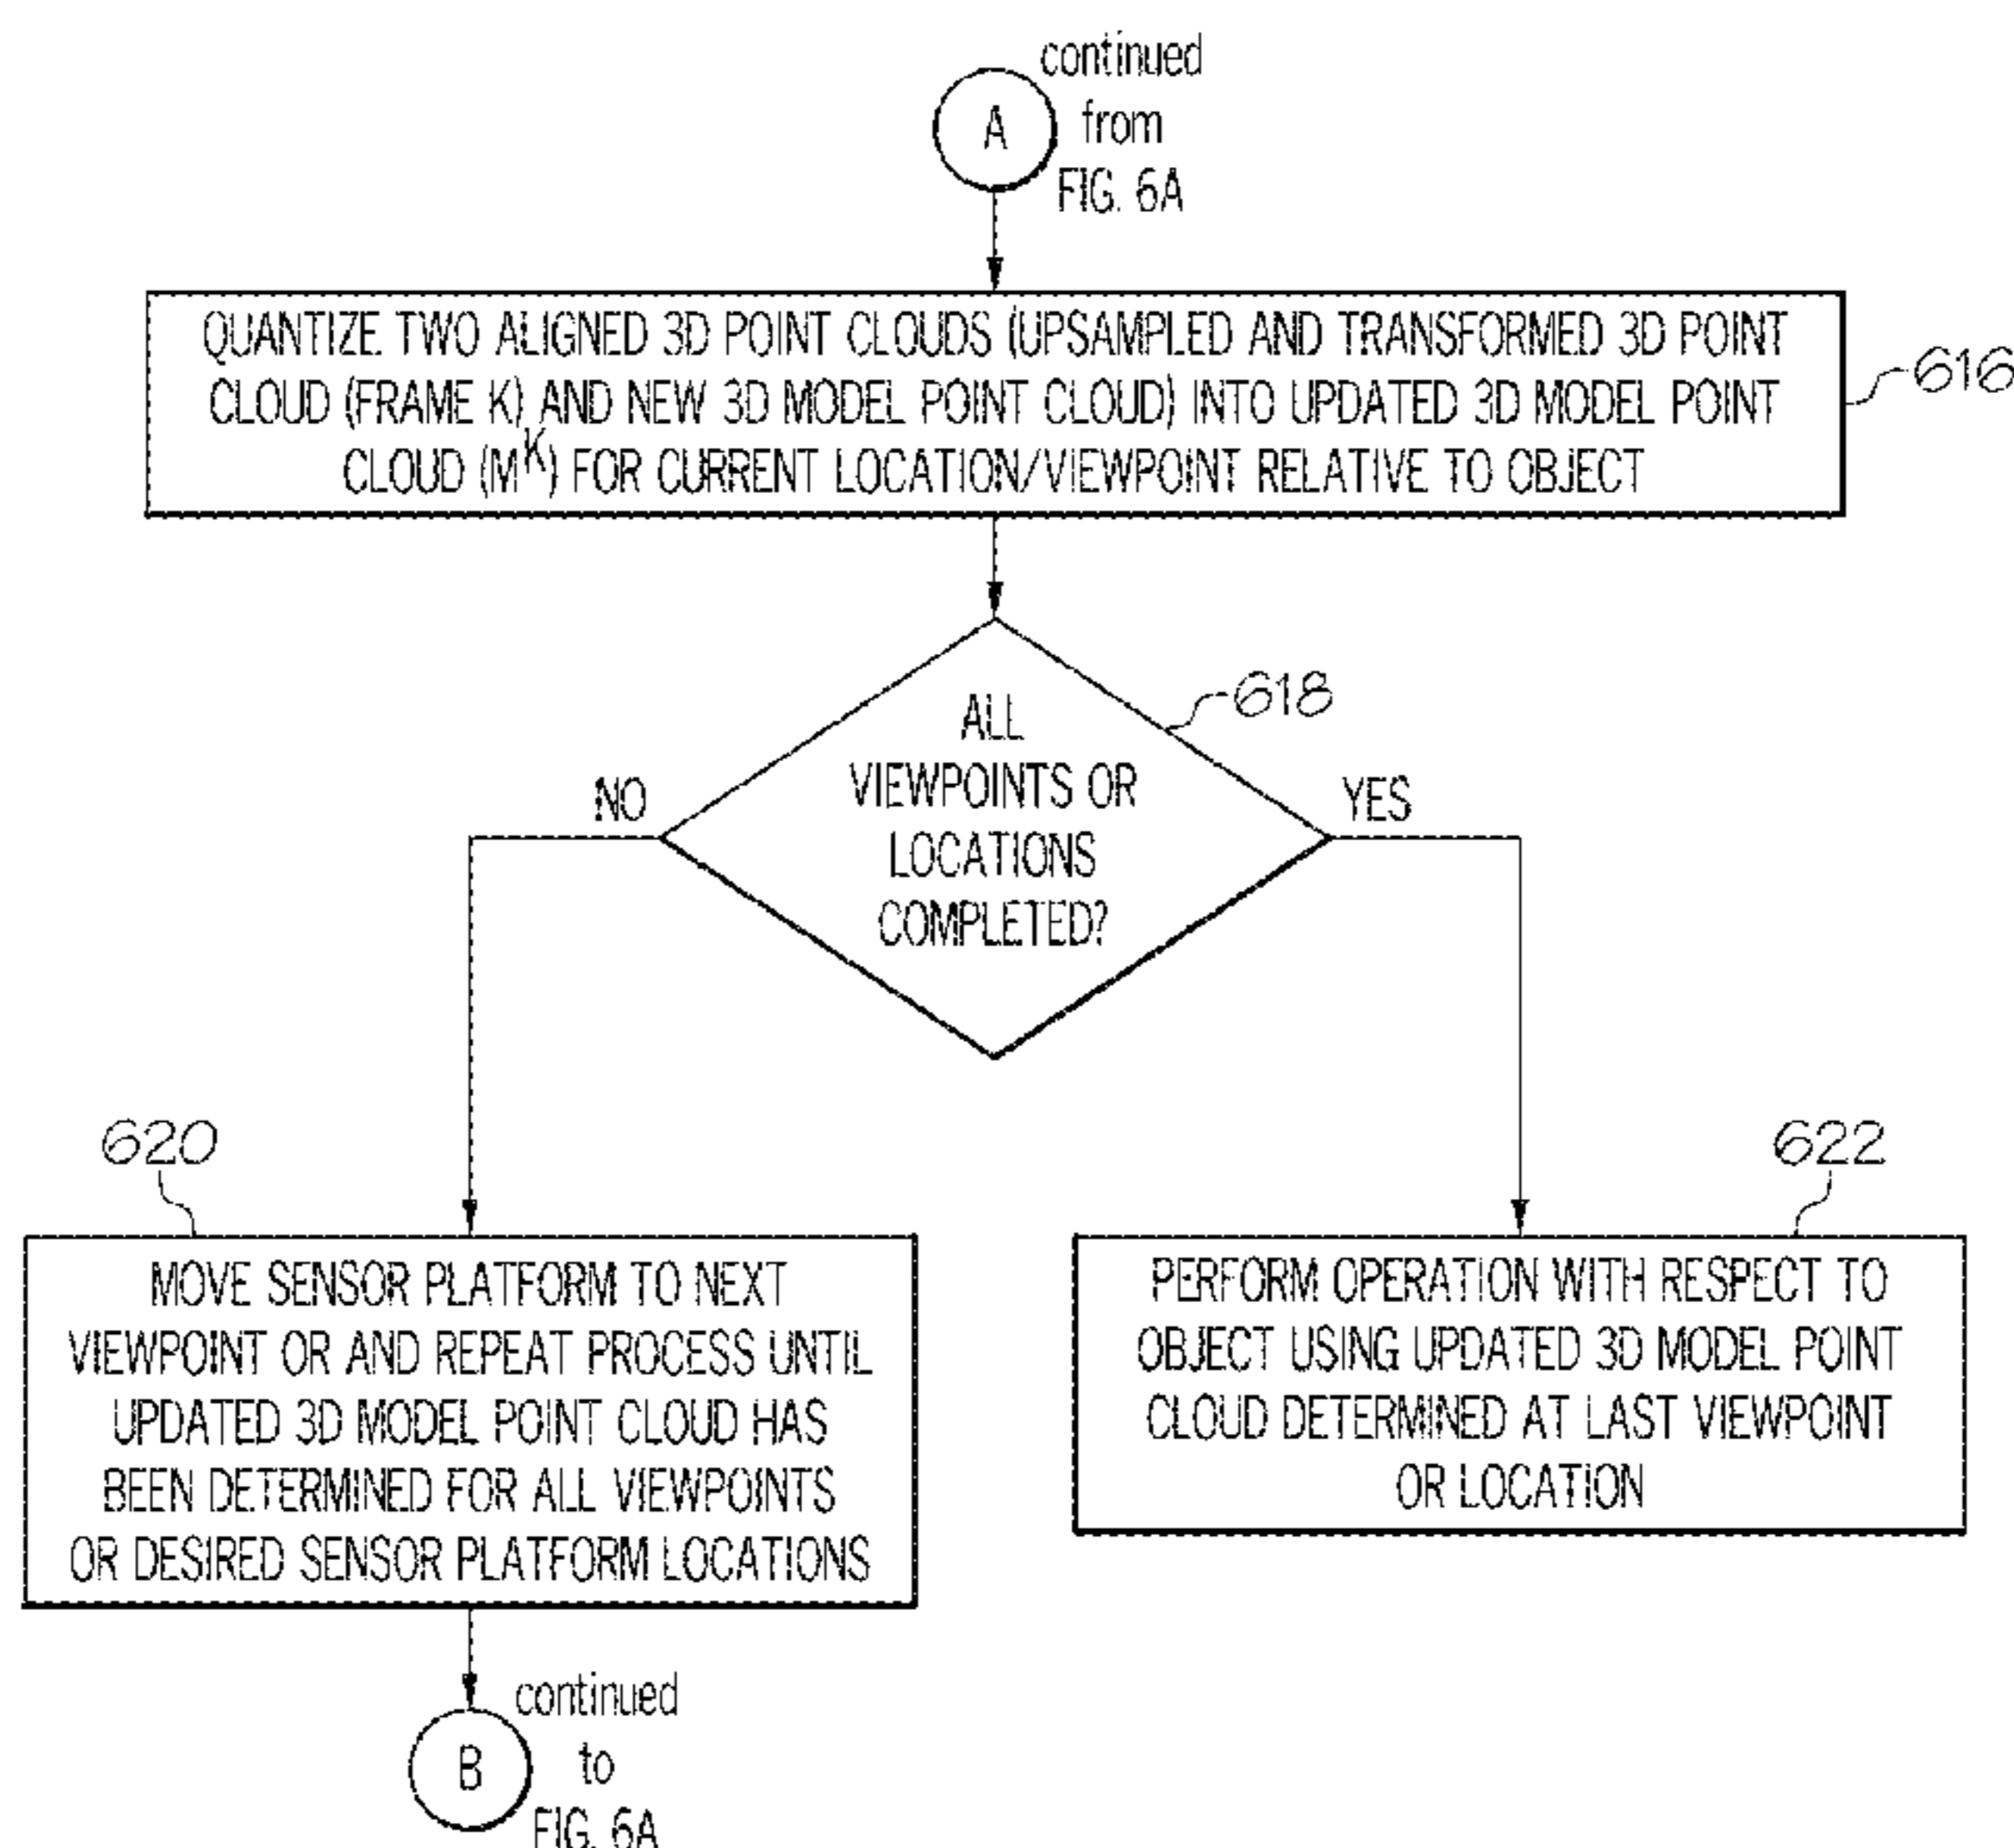 continued
from
FIG. 6A
A
QUANTIZE TWO ALIGNED 3D POINT CLOUDS (UPSAMPLED AND TRANSFORMED 3D POINT
CLOUD (FRAME K) AND NEW 3D MODEL POINT CLOUD) INTO UPDATED 3D MODEL POINT
CLOUD (M^K) FOR CURRENT LOCATION/VIEWPOINT RELATIVE TO OBJECT
616
618
ALL
VIEWPOINTS OR
LOCATIONS
COMPLETED?
NO
YES
620
MOVE SENSOR PLATFORM TO NEXT
VIEWPOINT OR AND REPEAT PROCESS UNTIL
UPDATED 3D MODEL POINT CLOUD HAS
BEEN DETERMINED FOR ALL VIEWPOINTS
OR DESIRED SENSOR PLATFORM LOCATIONS
622
PERFORM OPERATION WITH RESPECT TO
OBJECT USING UPDATED 3D MODEL POINT
CLOUD DETERMINED AT LAST VIEWPOINT
OR LOCATION
B
continued
to
FIG. 6A